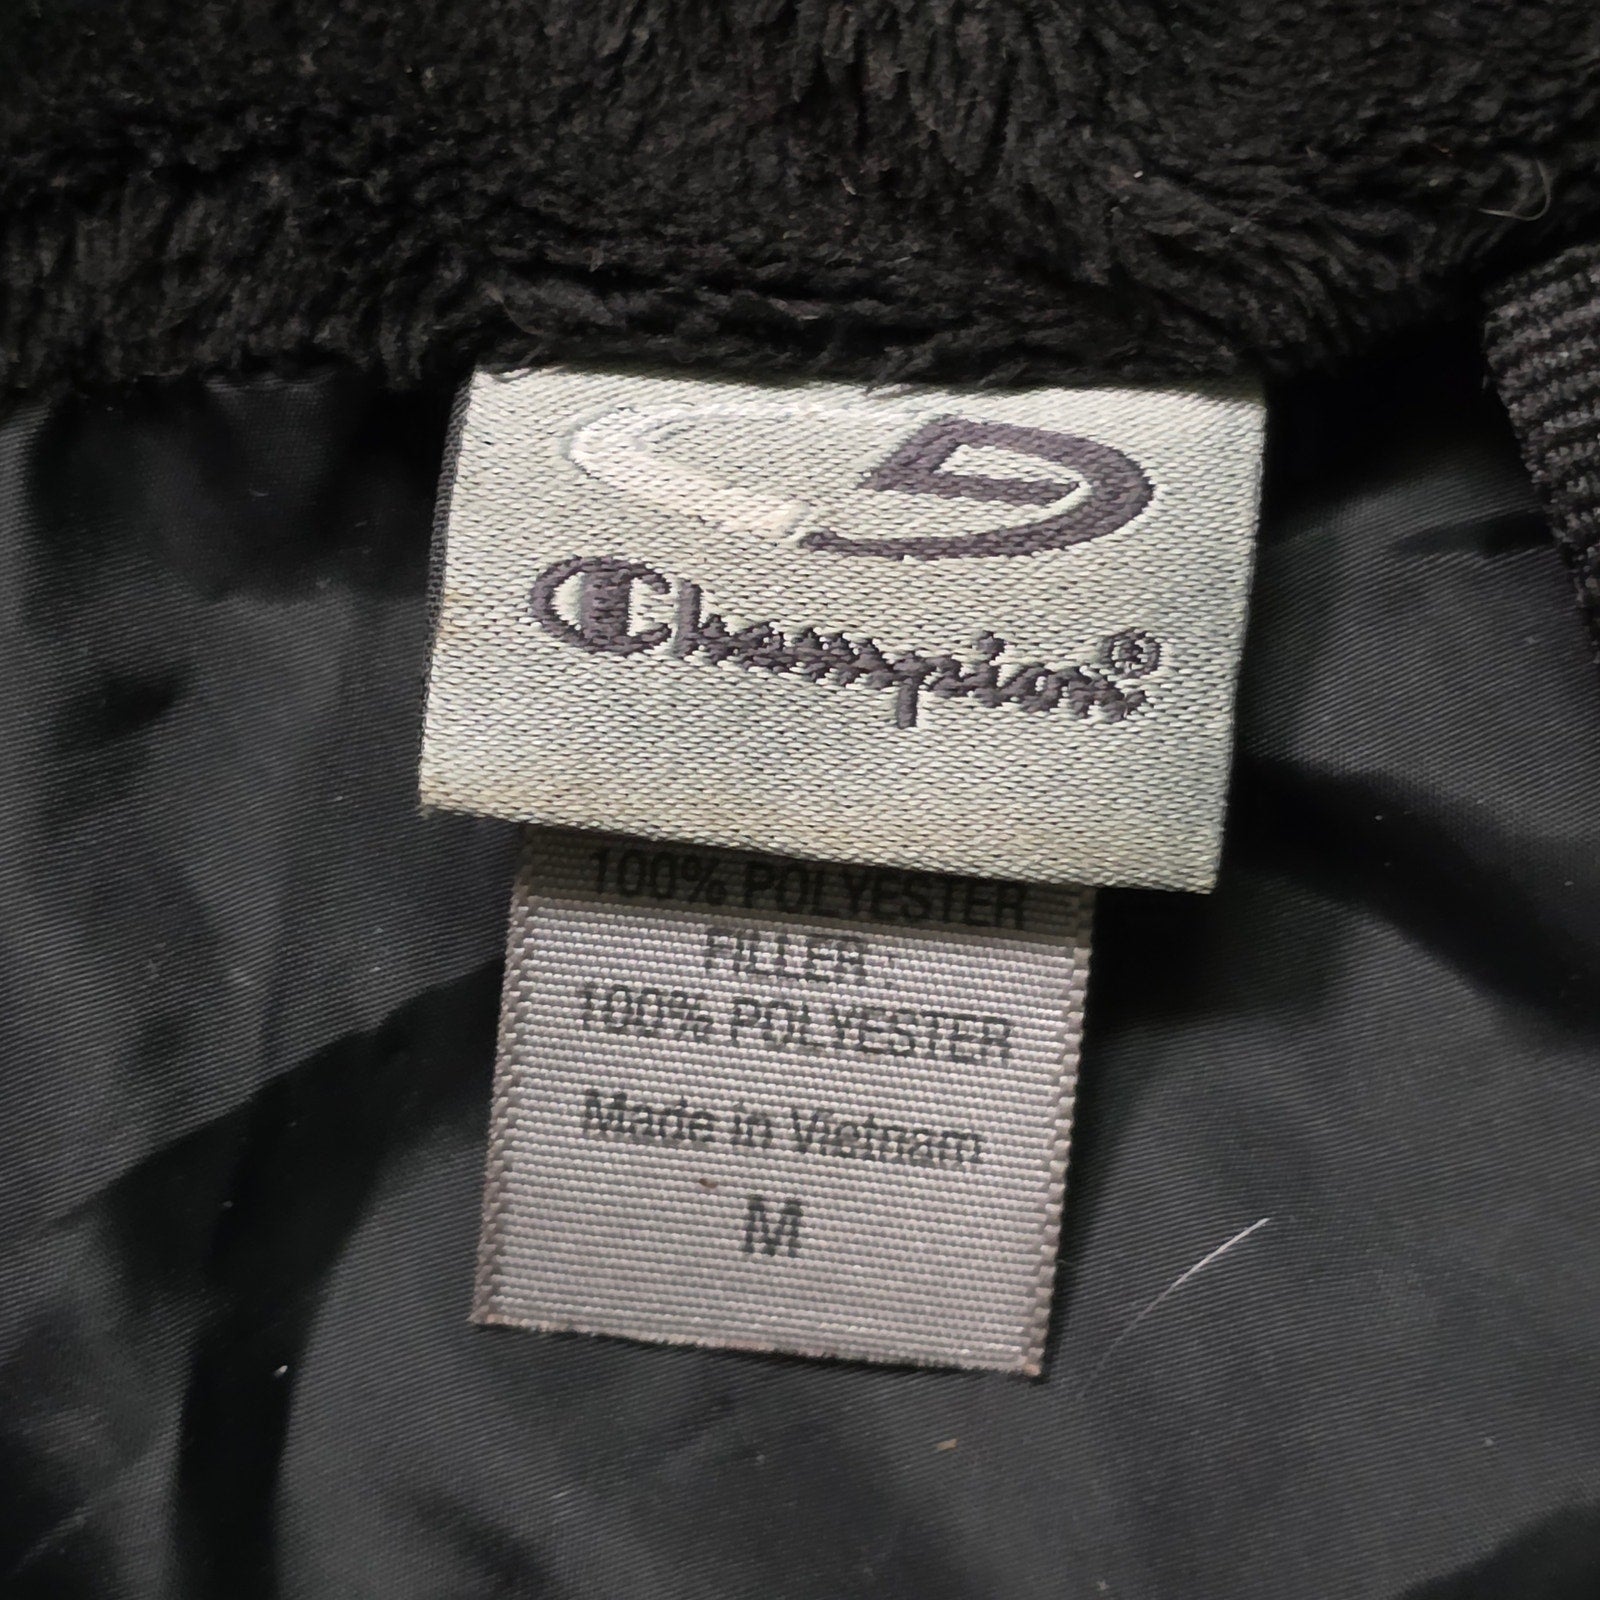 Champion®
100% POLYESTER
FILLER:
100% POLYESTER
Made in Vietnam
M